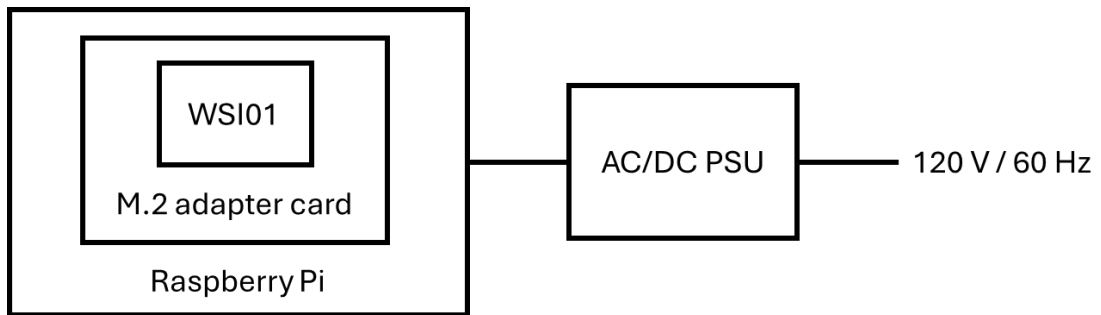 WSI01
M.2 adapter card
Raspberry Pi
AC/DC PSU
120 V / 60 Hz